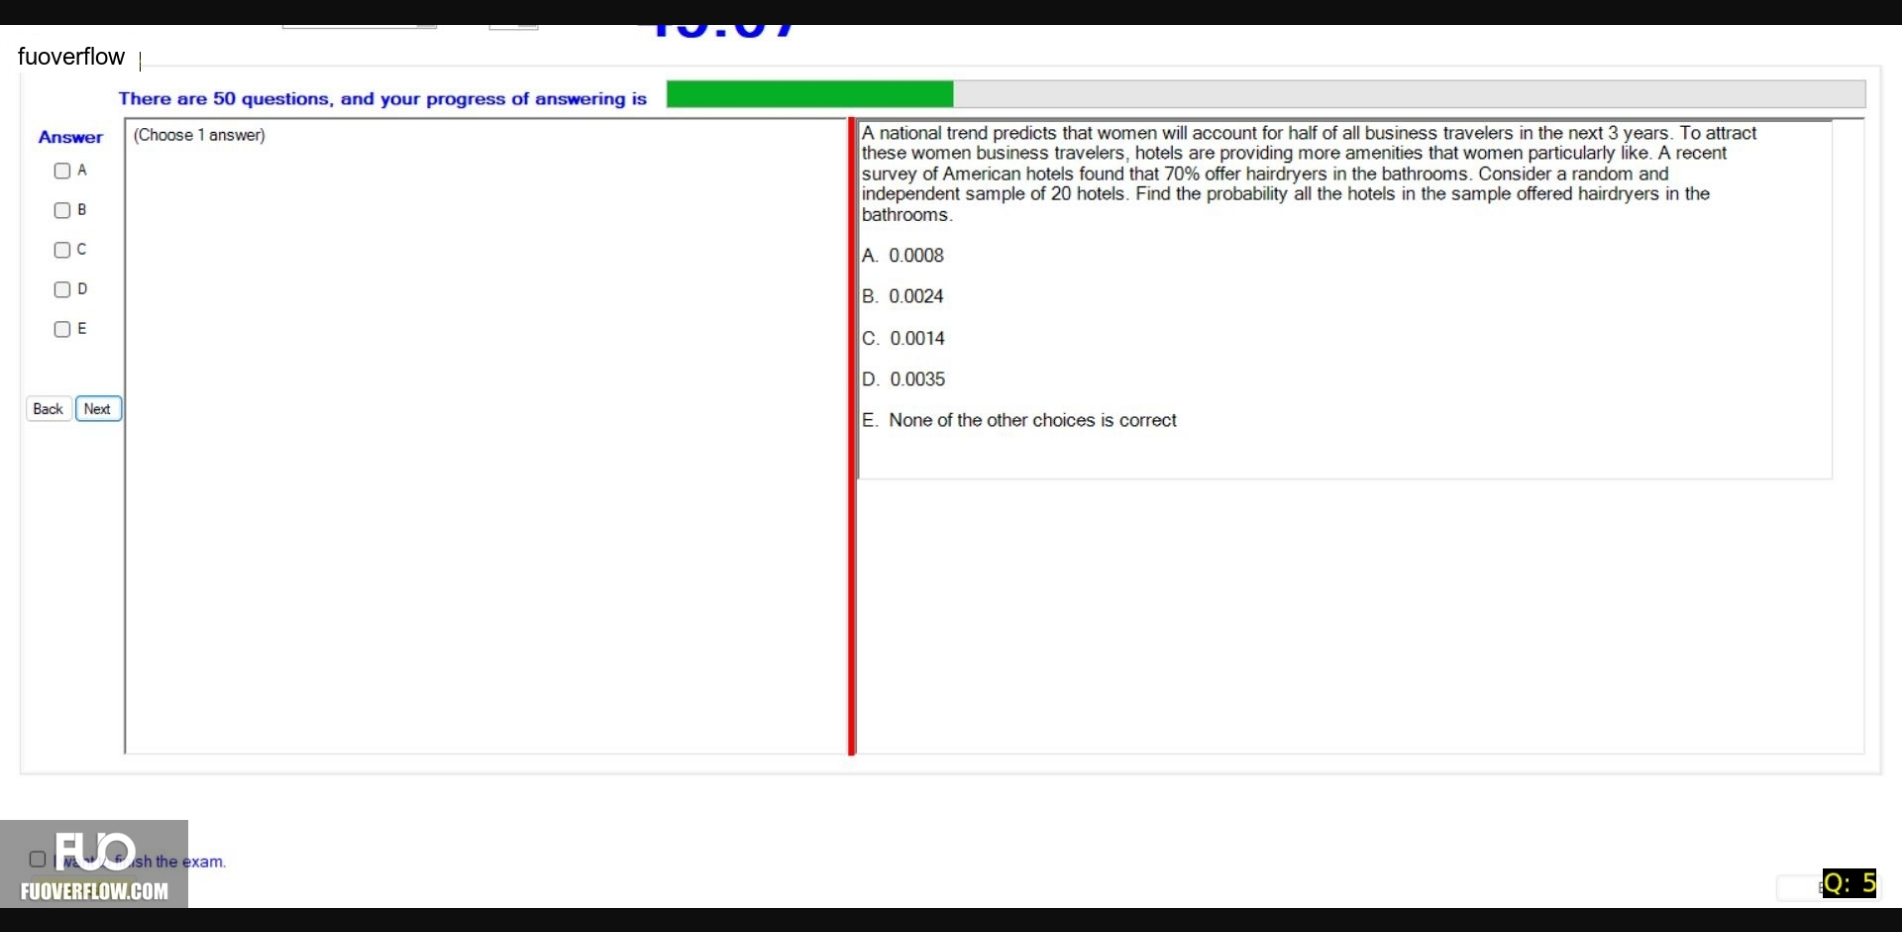 fuoverflow
There are 50 questions, and your progress of answering is
Answer
(Choose 1 answer)
A
B
C
D
E
Back Next
A national trend predicts that women will account for half of all business travelers in the next 3 years. To attract
these women business travelers, hotels are providing more amenities that women particularly like. A recent
survey of American hotels found that 70% offer hairdryers in the bathrooms. Consider a random and
independent sample of 20 hotels. Find the probability all the hotels in the sample offered hairdryers in the
bathrooms.
A. 0.0008
B. 0.0024
C. 0.0014
D. 0.0035
E. None of the other choices is correct
FUO
the exam.
FUOVERFLOW.COM
Q: 5